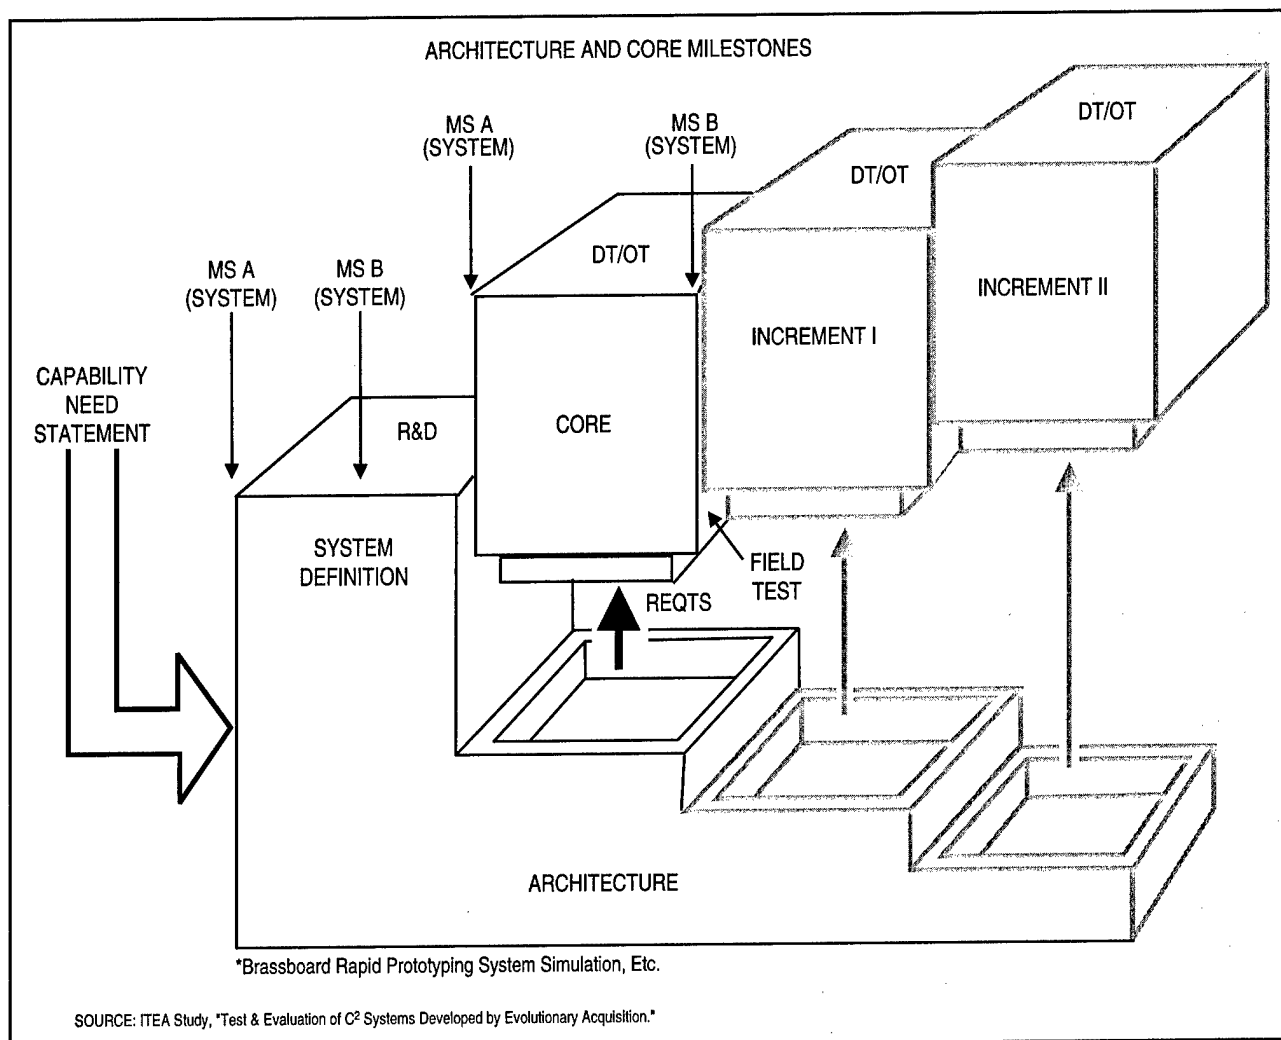 ARCHITECTURE AND CORE MILESTONES
MS A
(SYSTEM)
MS B
(SYSTEM)
DT/OT
DT/OT
DT/OT
MS A
(SYSTEM)
MS B
(SYSTEM)
INCREMENT II
INCREMENT I
CAPABILITY
NEED
STATEMENT
R&D
CORE
SYSTEM
DEFINITION
FIELD
TEST
REQTS
ARCHITECTURE
*Brassboard Rapid Prototyping System Simulation, Etc.
SOURCE: ITEA Study, "Test & Evaluation of C² Systems Developed by Evolutionary Acquisition."